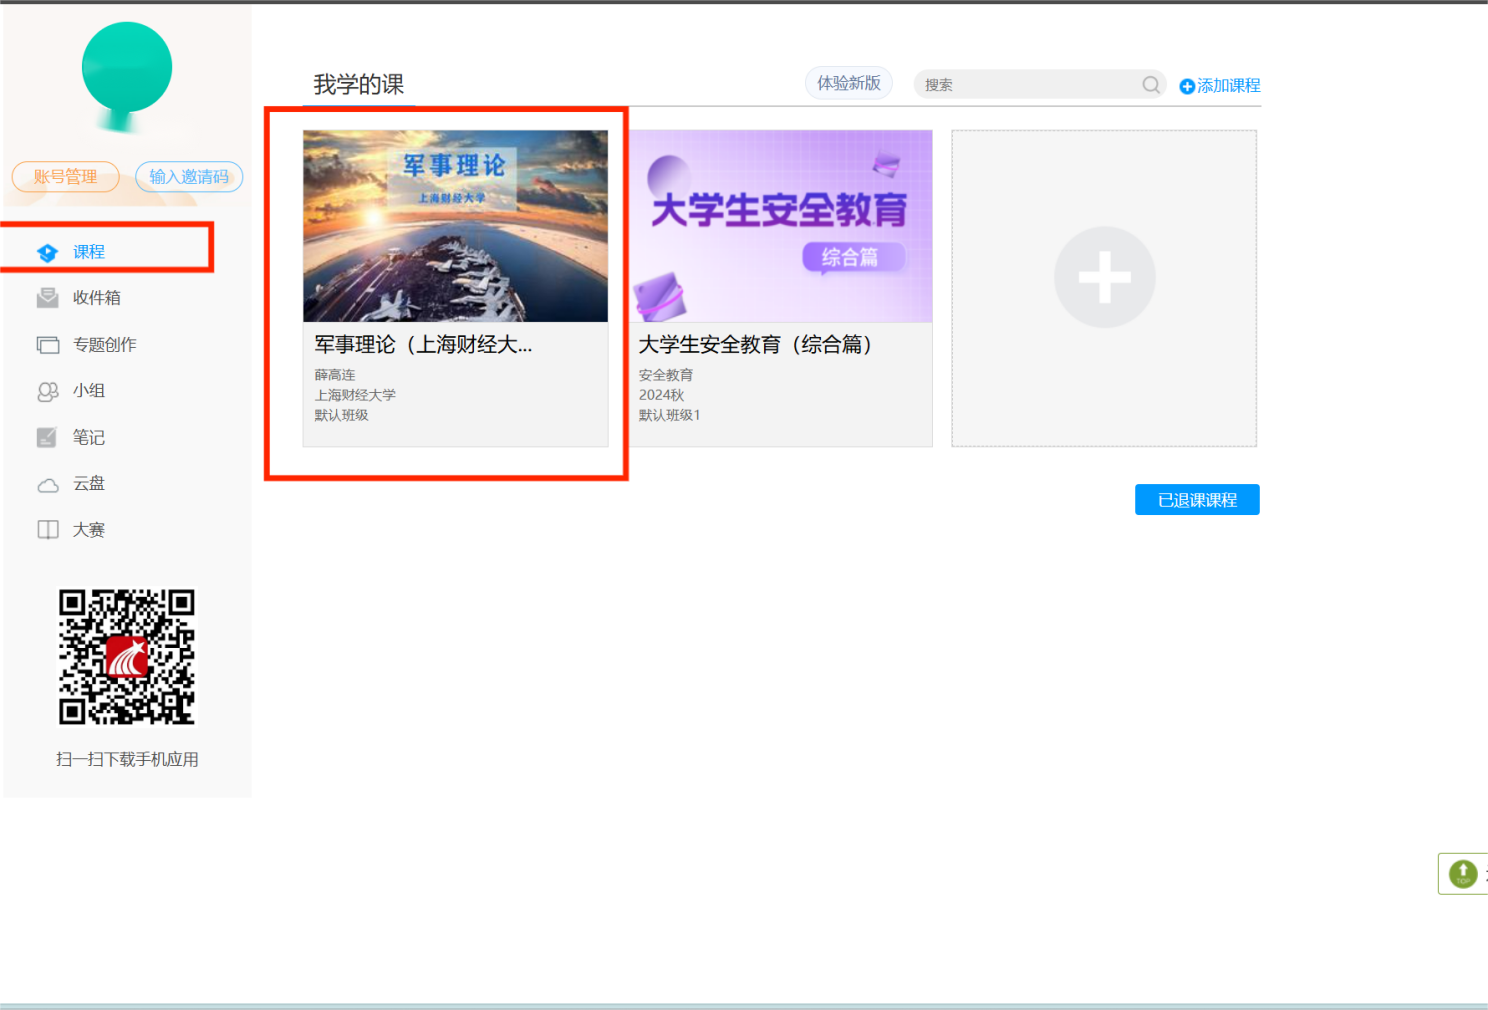 我学的课
体验新版
搜索
添加课程
账号管理
输入邀请码
课程
收件箱
专题创作
小组
笔记
云盘
大赛
扫一扫下载手机应用
军事理论
上海财经大学
军事理论（上海财经大...
薛高连
上海财经大学
默认班级
大学生安全教育
综合篇
大学生安全教育（综合篇）
安全教育
2024秋
默认班级1
已退课课程
TOP